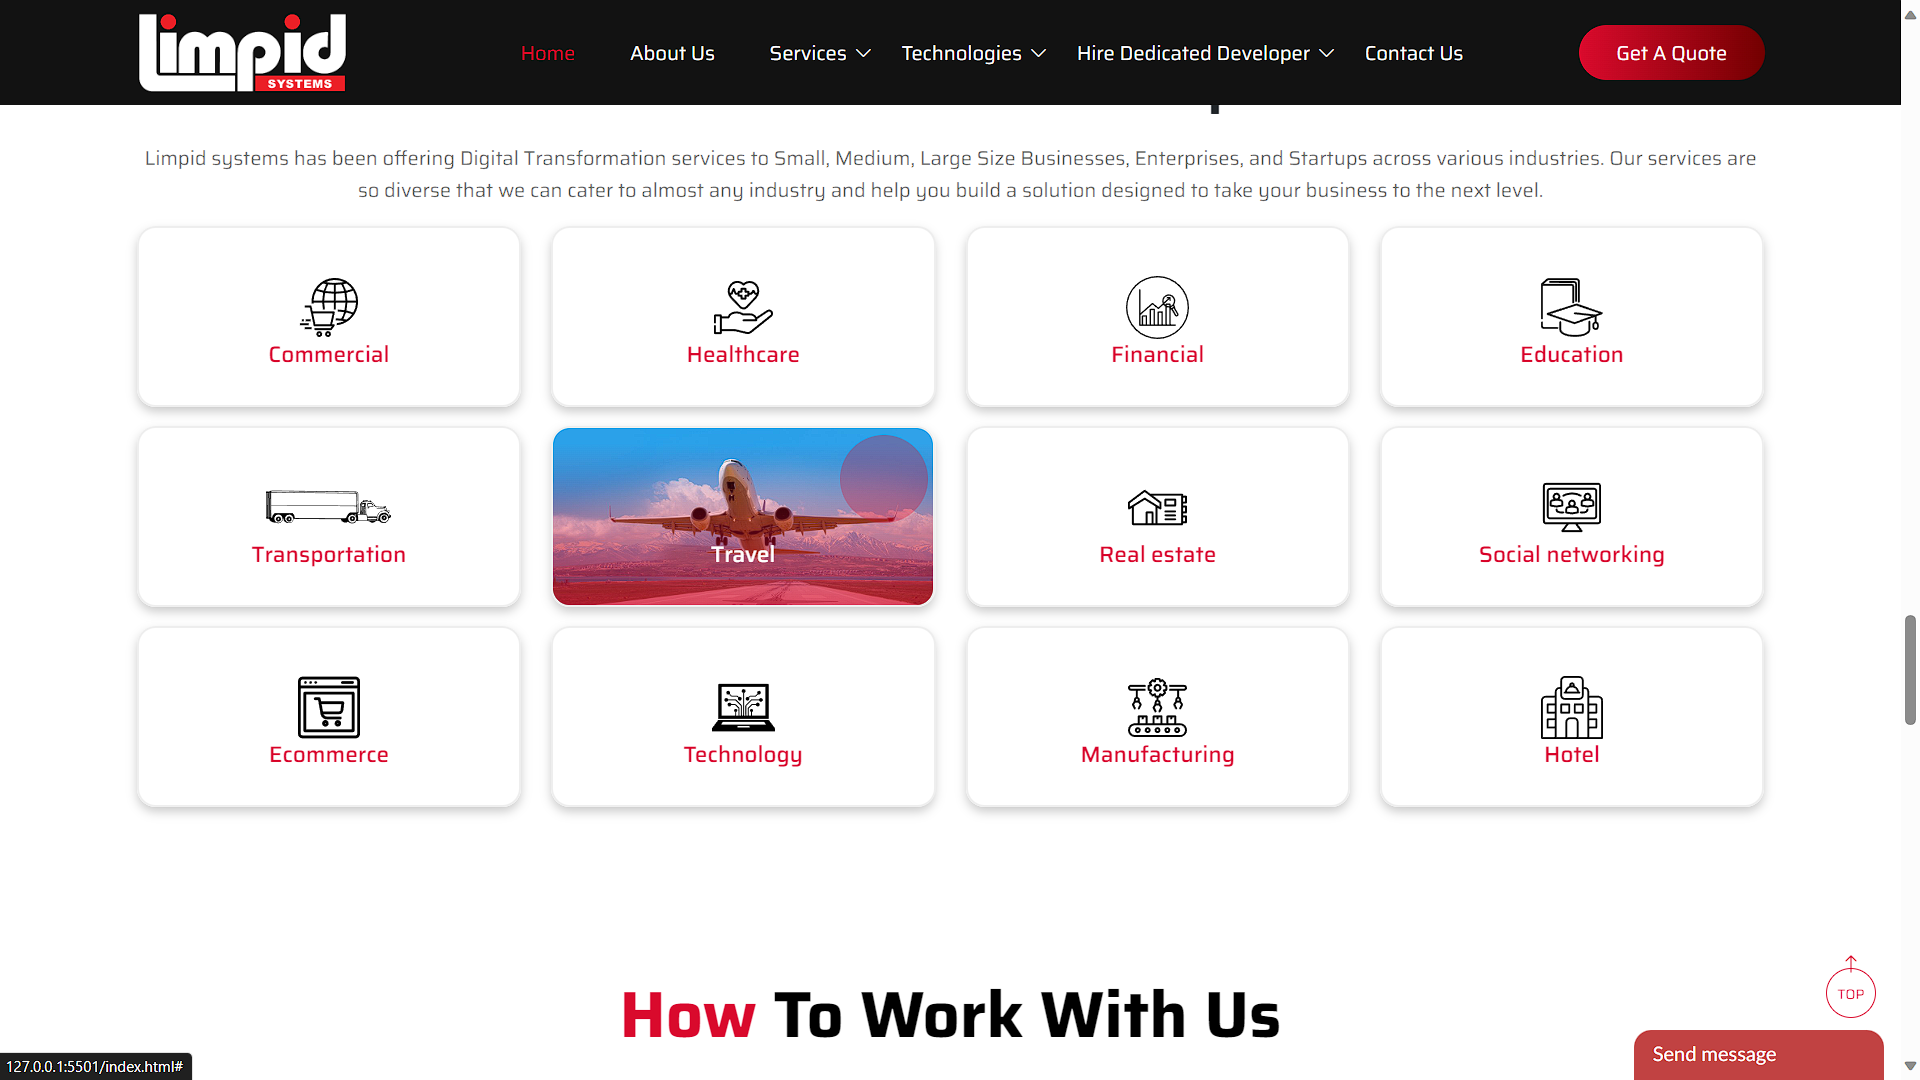 Limpid
SYSTEMS
Home
About Us
Services
Technologies
Hire Dedicated Developer
Contact Us
Get A Quote
Limpid systems has been offering Digital Transformation services to Small, Medium, Large Size Businesses, Enterprises, and Startups across various industries. Our services are
so diverse that we can cater to almost any industry and help you build a solution designed to take your business to the next level.
Commercial
Healthcare
Financial
Education
Transportation
Travel
Real estate
Social networking
Ecommerce
Technology
Manufacturing
Hotel
How To Work With Us
TOP
Send message
127.0.0.1:5501/index.html#